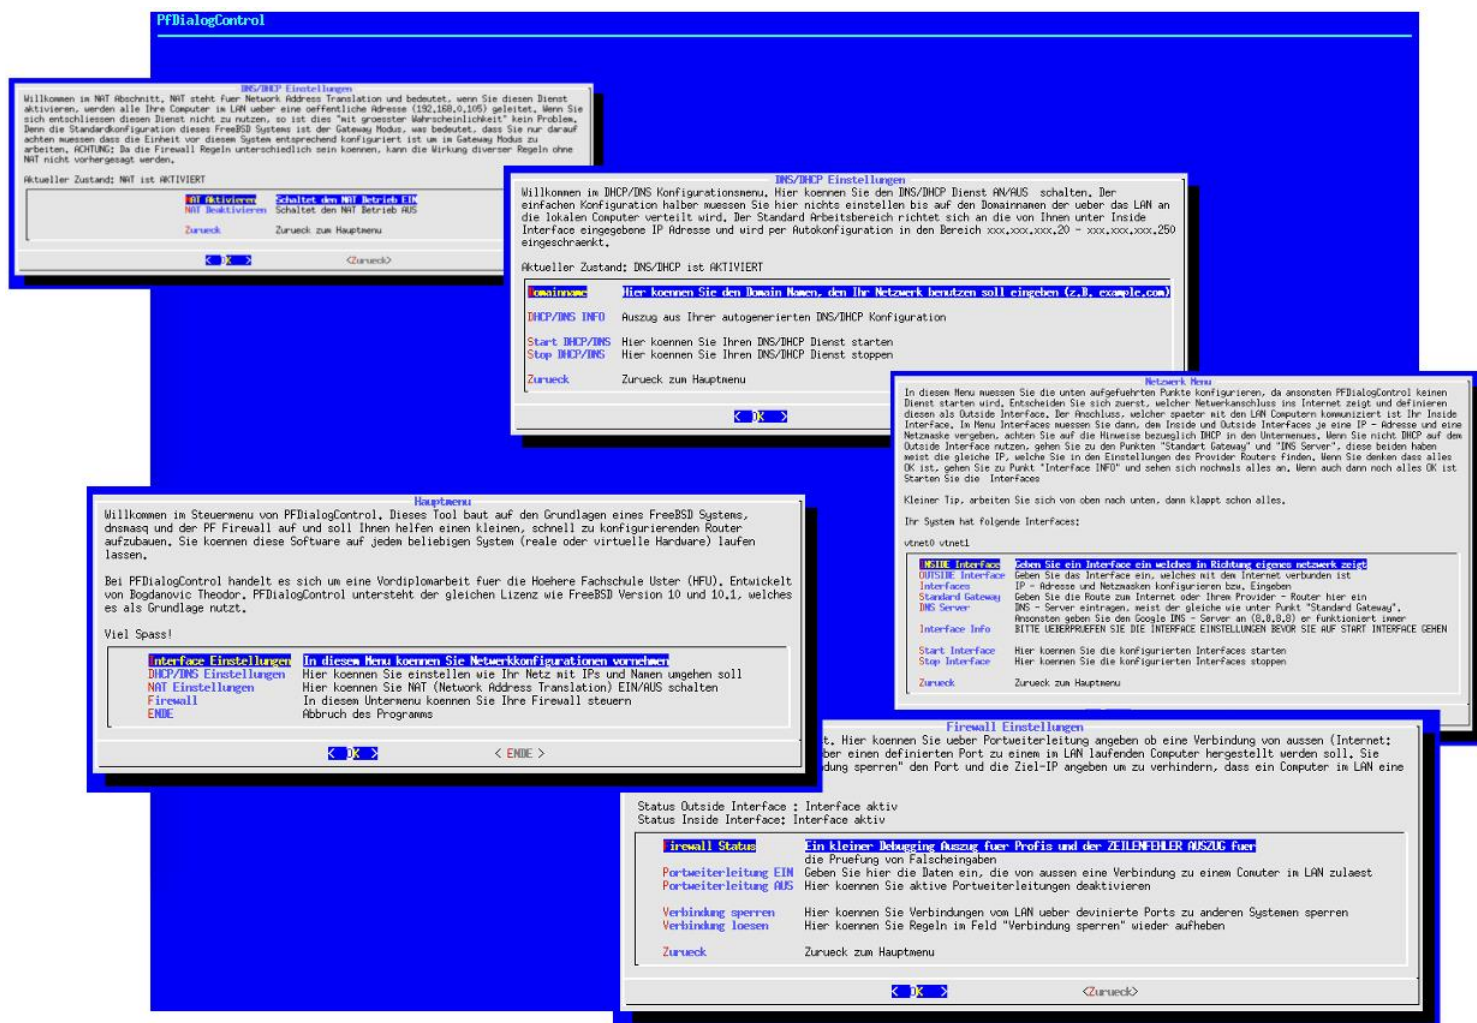 PfDialogControl
DNS/DHCP Einstellungen
Willkommen im NAT Abschnitt. NAT steht fuer Network Address Translation und bedeutet, wenn Sie diesen Dienst
aktivieren, werden alle Ihre Computer im LAN ueber eine oeffentliche Adresse (192.168.0.105) geleitet. Wenn Sie
sich entschliessen diesen Dienst nicht zu nutzen, so ist dies "mit groesster Wahrscheinlichkeit" kein Problem.
Denn die Standardkonfiguration dieses FreeBSD Systems ist der Gateway Modus, was bedeutet, dass Sie nur darauf
achten muessen dass die Einheit vor diesem System entsprechend konfiguriert ist um im Gateway Modus zu
arbeiten. ACHTUNG: Da die Firewall Regeln unterschiedlich sein koennen, kann die Wirkung diverser Regeln ohne
NAT nicht vorhergesagt werden.
Aktueller Zustand: NAT ist AKTIVIERT
NAT Aktivieren Schaltet den NAT Betrieb EIN
NAT Deaktivieren Schaltet den NAT Betrieb AUS
Zurueck Zurueck zum Hauptmenu
< OK > <Zurueck>
DNS/DHCP Einstellungen
Willkommen im DHCP/DNS Konfigurationsmenu. Hier koennen Sie den DNS/DHCP Dienst AN/AUS schalten. Der
einfachen Konfiguration halber muessen Sie hier nichts einstellen bis auf den Domainnamen der ueber das LAN an
die lokalen Computer verteilt wird. Der Standard Arbeitsbereich richtet sich an die von Ihnen unter Inside
Interface eingegebene IP Adresse und wird per Autokonfiguration in den Bereich xxx.xxx.xxx.20 - xxx.xxx.xxx.250
eingeschraenkt.
Aktueller Zustand: DNS/DHCP ist AKTIVIERT
Domainname Hier koennen Sie den Domain Namen, den Ihr Netzwerk benutzen soll eingeben (z.B. example.com)
DHCP/DNS INFO Auszug aus Ihrer autogenerierten DNS/DHCP Konfiguration
Start DHCP/DNS Hier koennen Sie Ihren DNS/DHCP Dienst starten
Stop DHCP/DNS Hier koennen Sie Ihren DNS/DHCP Dienst stoppen
Zurueck Zurueck zum Hauptmenu
< OK >
Netzwerk Menu
In diesem Menu muessen Sie die unten aufgefuehrten Punkte konfigurieren, da ansonsten PFDialogControl keinen
Dienst starten wird. Entscheiden Sie sich zuerst, welcher Netwerkanschluss ins Internet zeigt und definieren
diesen als Outside Interface. Der Anschluss, welcher spaeter mit den LAN Computern kommuniziert ist Ihr Inside
Interface. Im Menu Interfaces muessen Sie dann, dem Inside und Outside Interfaces je eine IP - Adresse und eine
Netzmaske vergeben, achten Sie auf die Hinweise bezueglich DHCP in den Untermenues. Wenn Sie nicht DHCP auf dem
Outside Interface nutzen, gehen Sie zu den Punkten "Standart Gateway" und "DNS Server", diese beiden haben
meist die gleiche IP, welche Sie in den Einstellungen des Provider Routers finden. Wenn Sie denken dass alles
OK ist, gehen Sie zu Punkt "Interface INFO" und sehen sich nochmals alles an. Wenn auch dann noch alles OK ist
Starten Sie die Interfaces
Kleiner Tip, arbeiten Sie sich von oben nach unten, dann klappt schon alles.
Ihr System hat folgende Interfaces:
vtnet0 vtnet1
INSIDE Interface Geben Sie ein Interface ein welches in Richtung eigenes netzwerk zeigt
OUTSIDE Interface Geben Sie das Interface ein, welches mit dem Internet verbunden ist
Interfaces IP - Adresse und Netzmasken konfigurieren bzw. Eingeben
Standard Gateway Geben Sie die Route zum Internet oder Ihrem Provider - Router hier ein
DNS Server DNS - Server eintragen, meist der gleiche wie unter Punkt "Standard Gateway".
Ansonsten geben Sie den Google DNS - Server an (8.8.8.8) er funktioniert immer
Interface Info BITTE UEBERPRUEFEN SIE DIE INTERFACE EINSTELLUNGEN BEVOR SIE AUF START INTERFACE GEHEN
Start Interface Hier koennen Sie die konfigurierten Interfaces starten
Stop Interface Hier koennen Sie die konfigurierten Interfaces stoppen
Zurueck Zurueck zum Hauptmenu
Hauptmenu
Willkommen im Steuermenu von PFDialogControl. Dieses Tool baut auf den Grundlagen eines FreeBSD Systems,
dnsmasq und der PF Firewall auf und soll Ihnen helfen einen kleinen, schnell zu konfigurierenden Router
aufzubauen. Sie koennen diese Software auf jedem beliebigen System (reale oder virtuelle Hardware) laufen
lassen.
Bei PFDialogControl handelt es sich um eine Vordiplomarbeit fuer die Hoehere Fachschule Uster (HFU). Entwickelt
von Bogdanovic Theodor. PFDialogControl untersteht der gleichen Lizenz wie FreeBSD Version 10 und 10.1, welches
es als Grundlage nutzt.
Viel Spass!
Interface Einstellungen In diesem Menu koennen Sie Netzwerkkonfigurationen vornehmen
DHCP/DNS Einstellungen Hier koennen Sie einstellen wie Ihr Netz mit IPs und Namen umgehen soll
NAT Einstellungen Hier koennen Sie NAT (Network Address Translation) EIN/AUS schalten
Firewall In diesem Untermenu koennen Sie Ihre Firewall steuern
ENDE Abbruch des Programms
< OK > < ENDE >
Firewall Einstellungen
t. Hier koennen Sie ueber Portweiterleitung angeben ob eine Verbindung von aussen (Internet:
ber einen definierten Port zu einem im LAN laufenden Computer hergestellt werden soll. Sie
dung sperren" den Port und die Ziel-IP angeben um zu verhindern, dass ein Computer im LAN eine
Status Outside Interface : Interface aktiv
Status Inside Interface: Interface aktiv
Firewall Status Ein kleiner Debugging Auszug fuer Profis und der ZEILENFEHLER AUSZUG fuer
die Pruefung von Falscheingaben
Portweiterleitung EIN Geben Sie hier die Daten ein, die von aussen eine Verbindung zu einem Comuter im LAN zulaest
Portweiterleitung AUS Hier koennen Sie aktive Portweiterleitungen deaktivieren
Verbindung sperren Hier koennen Sie Verbindungen vom LAN ueber devinierte Ports zu anderen Systemen sperren
Verbindung loesen Hier koennen Sie Regeln im Feld "Verbindung sperren" wieder aufheben
Zurueck Zurueck zum Hauptmenu
< OK > <Zurueck>